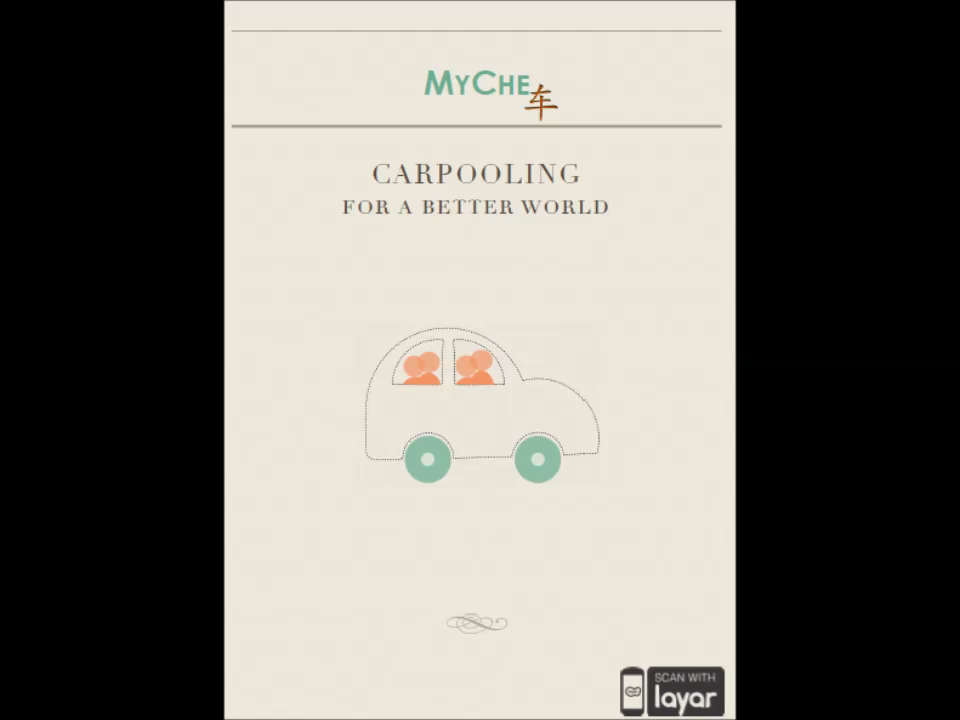 MYCHE车
CARPOOLING
FOR A BETTER WORLD
SCAN WITH
layar